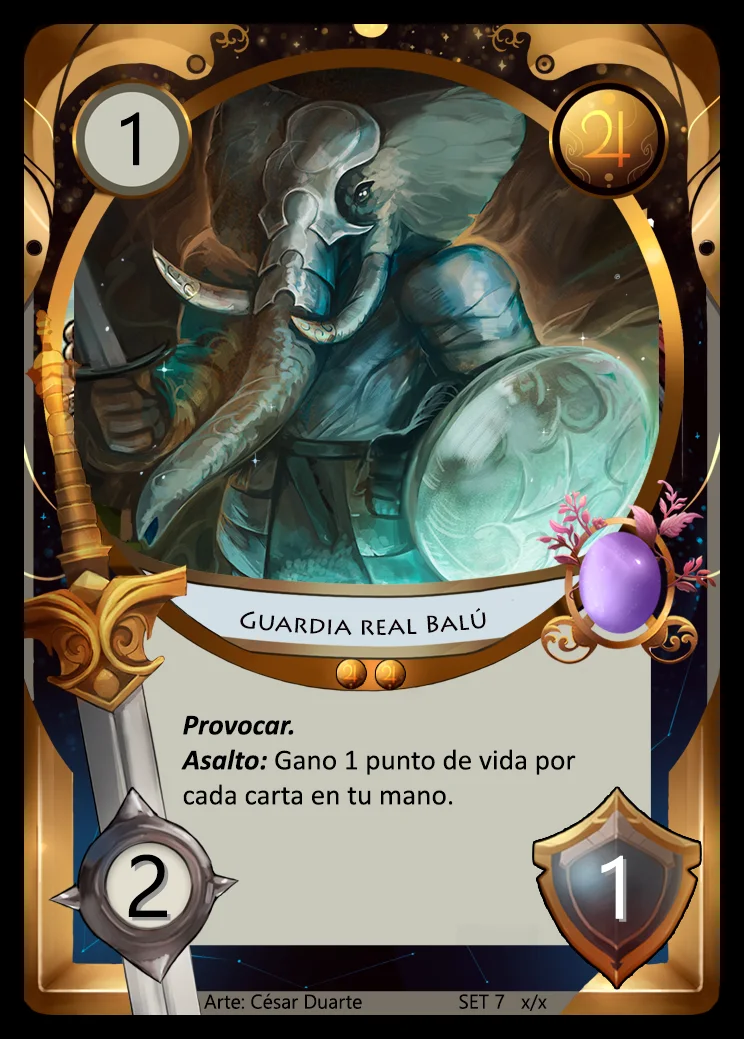 1
♃
Guardia real Balú
♃ ♃
Provocar.
Asalto: Gano 1 punto de vida por
cada carta en tu mano.
2
1
Arte: César Duarte SET 7 x/x